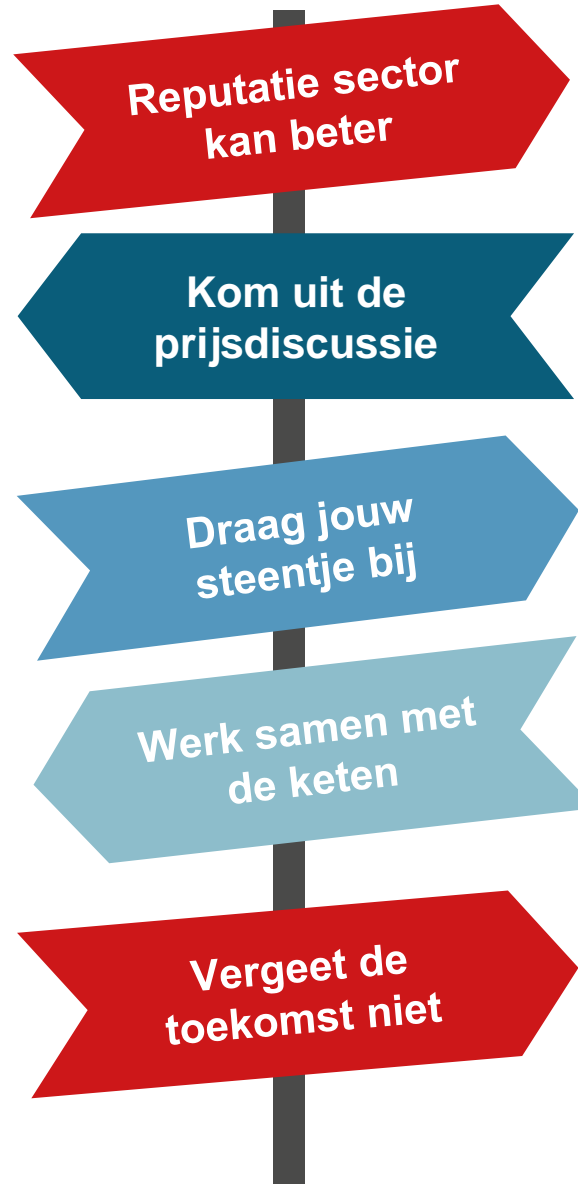 Reputatie sector
kan beter
Kom uit de
prijsdiscussie
Draag jouw
steentje bij
Werk samen met
de keten
Vergeet de
toekomst niet